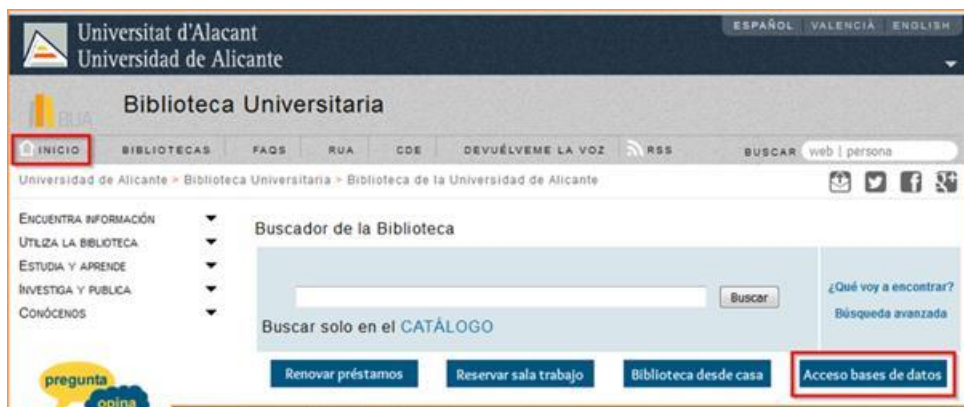 Universitat d'Alacant
Universidad de Alicante
ESPAÑOL VALENCIÀ ENGLISH
BUA
Biblioteca Universitaria
INICIO BIBLIOTECAS FAQS RUA CDE DEVUÉLVEME LA VOZ RSS BUSCAR web | persona
Universidad de Alicante > Biblioteca Universitaria > Biblioteca de la Universidad de Alicante
ENCUENTRA INFORMACIÓN
UTILIZA LA BIBLIOTECA
ESTUDIA Y APRENDE
INVESTIGA Y PUBLICA
CONÓCENOS
Buscador de la Biblioteca
Buscar
Buscar solo en el CATÁLOGO
¿Qué voy a encontrar?
Búsqueda avanzada
pregunta
opina
Renovar préstamos Reservar sala trabajo Biblioteca desde casa Acceso bases de datos